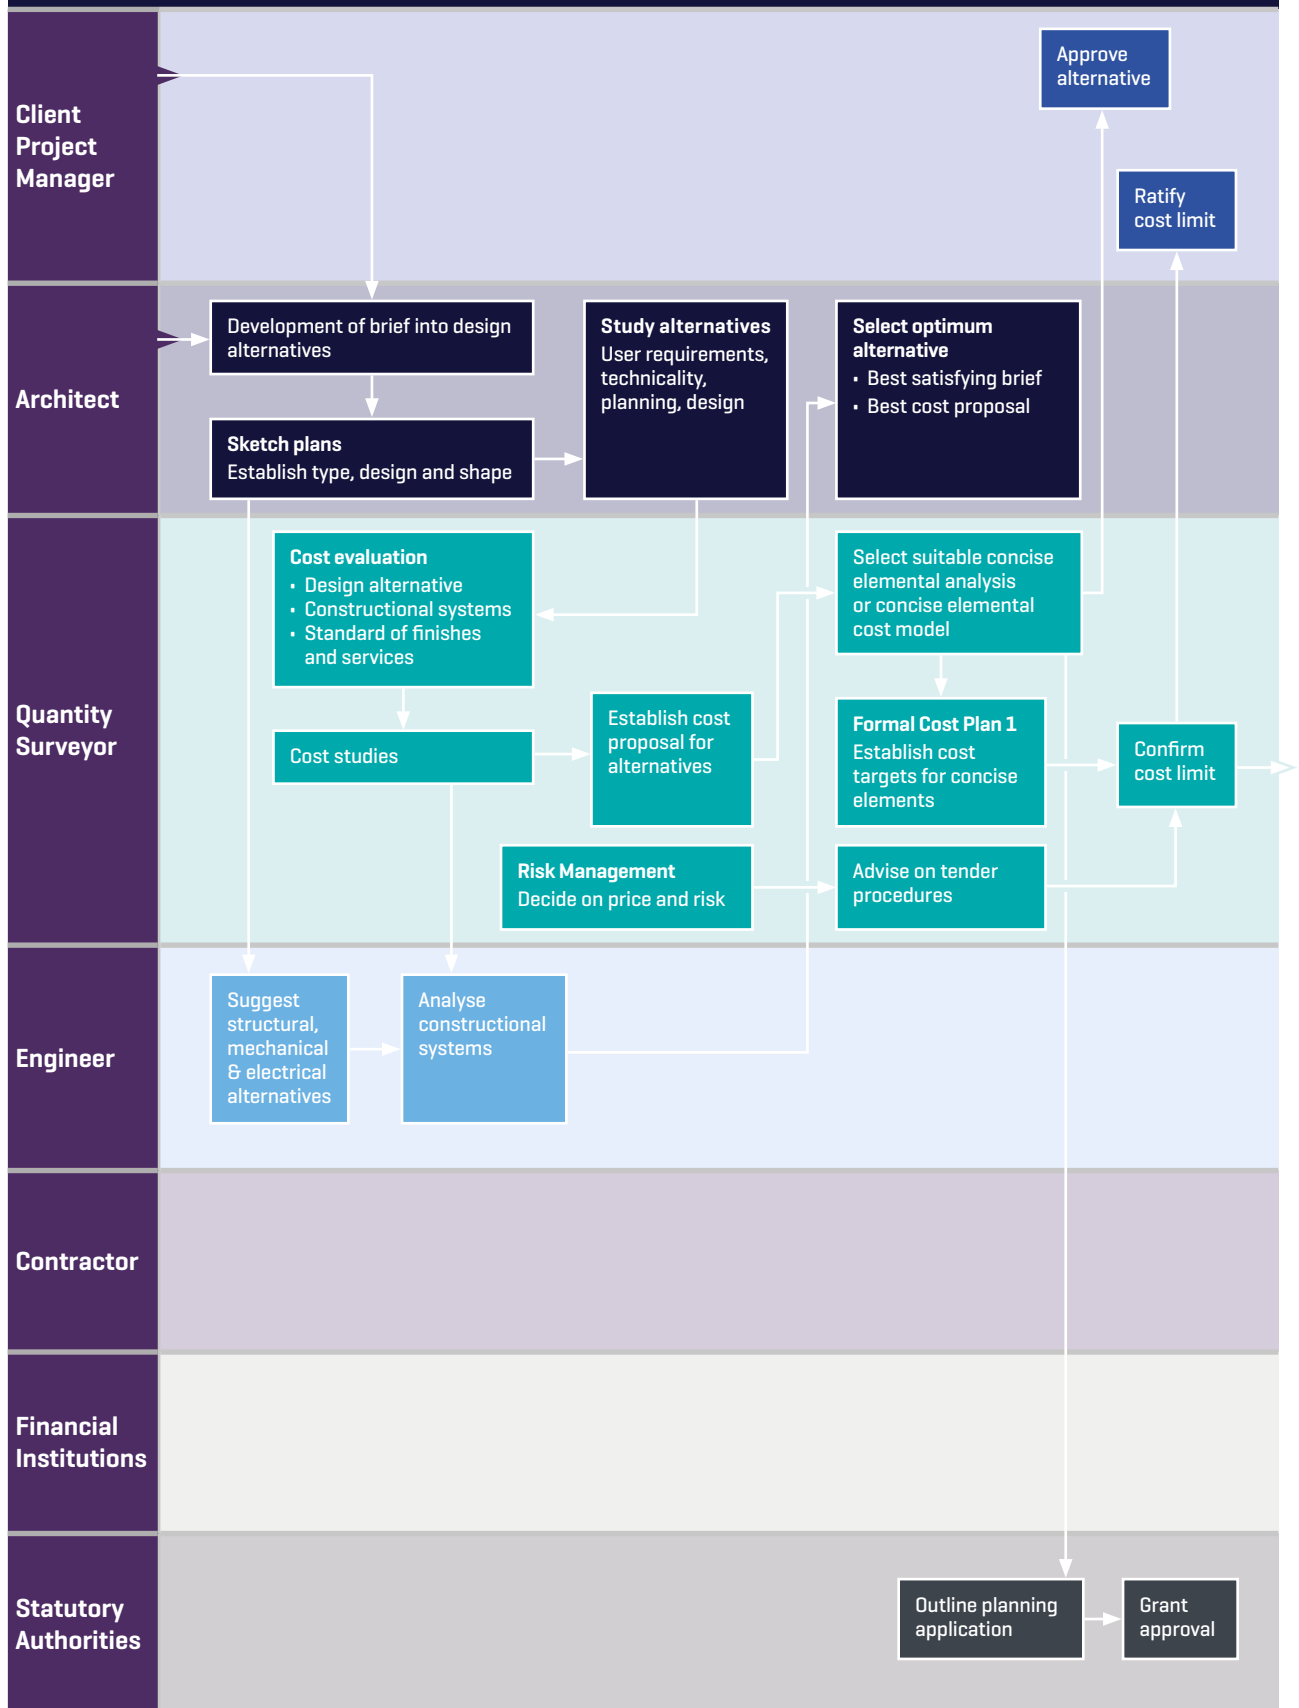 Client
Project
Manager
Approve
alternative
Ratify
cost limit
Architect
Development of brief into design
alternatives
Sketch plans
Establish type, design and shape
Study alternatives
User requirements,
technicality,
planning, design
Select optimum
alternative
• Best satisfying brief
• Best cost proposal
Quantity
Surveyor
Cost evaluation
• Design alternative
• Constructional systems
• Standard of finishes
and services
Cost studies
Establish cost
proposal for
alternatives
Select suitable concise
elemental analysis
or concise elemental
cost model
Formal Cost Plan 1
Establish cost
targets for concise
elements
Confirm
cost limit
Risk Management
Decide on price and risk
Advise on tender
procedures
Engineer
Suggest
structural,
mechanical
& electrical
alternatives
Analyse
constructional
systems
Contractor
Financial
Institutions
Statutory
Authorities
Outline planning
application
Grant
approval